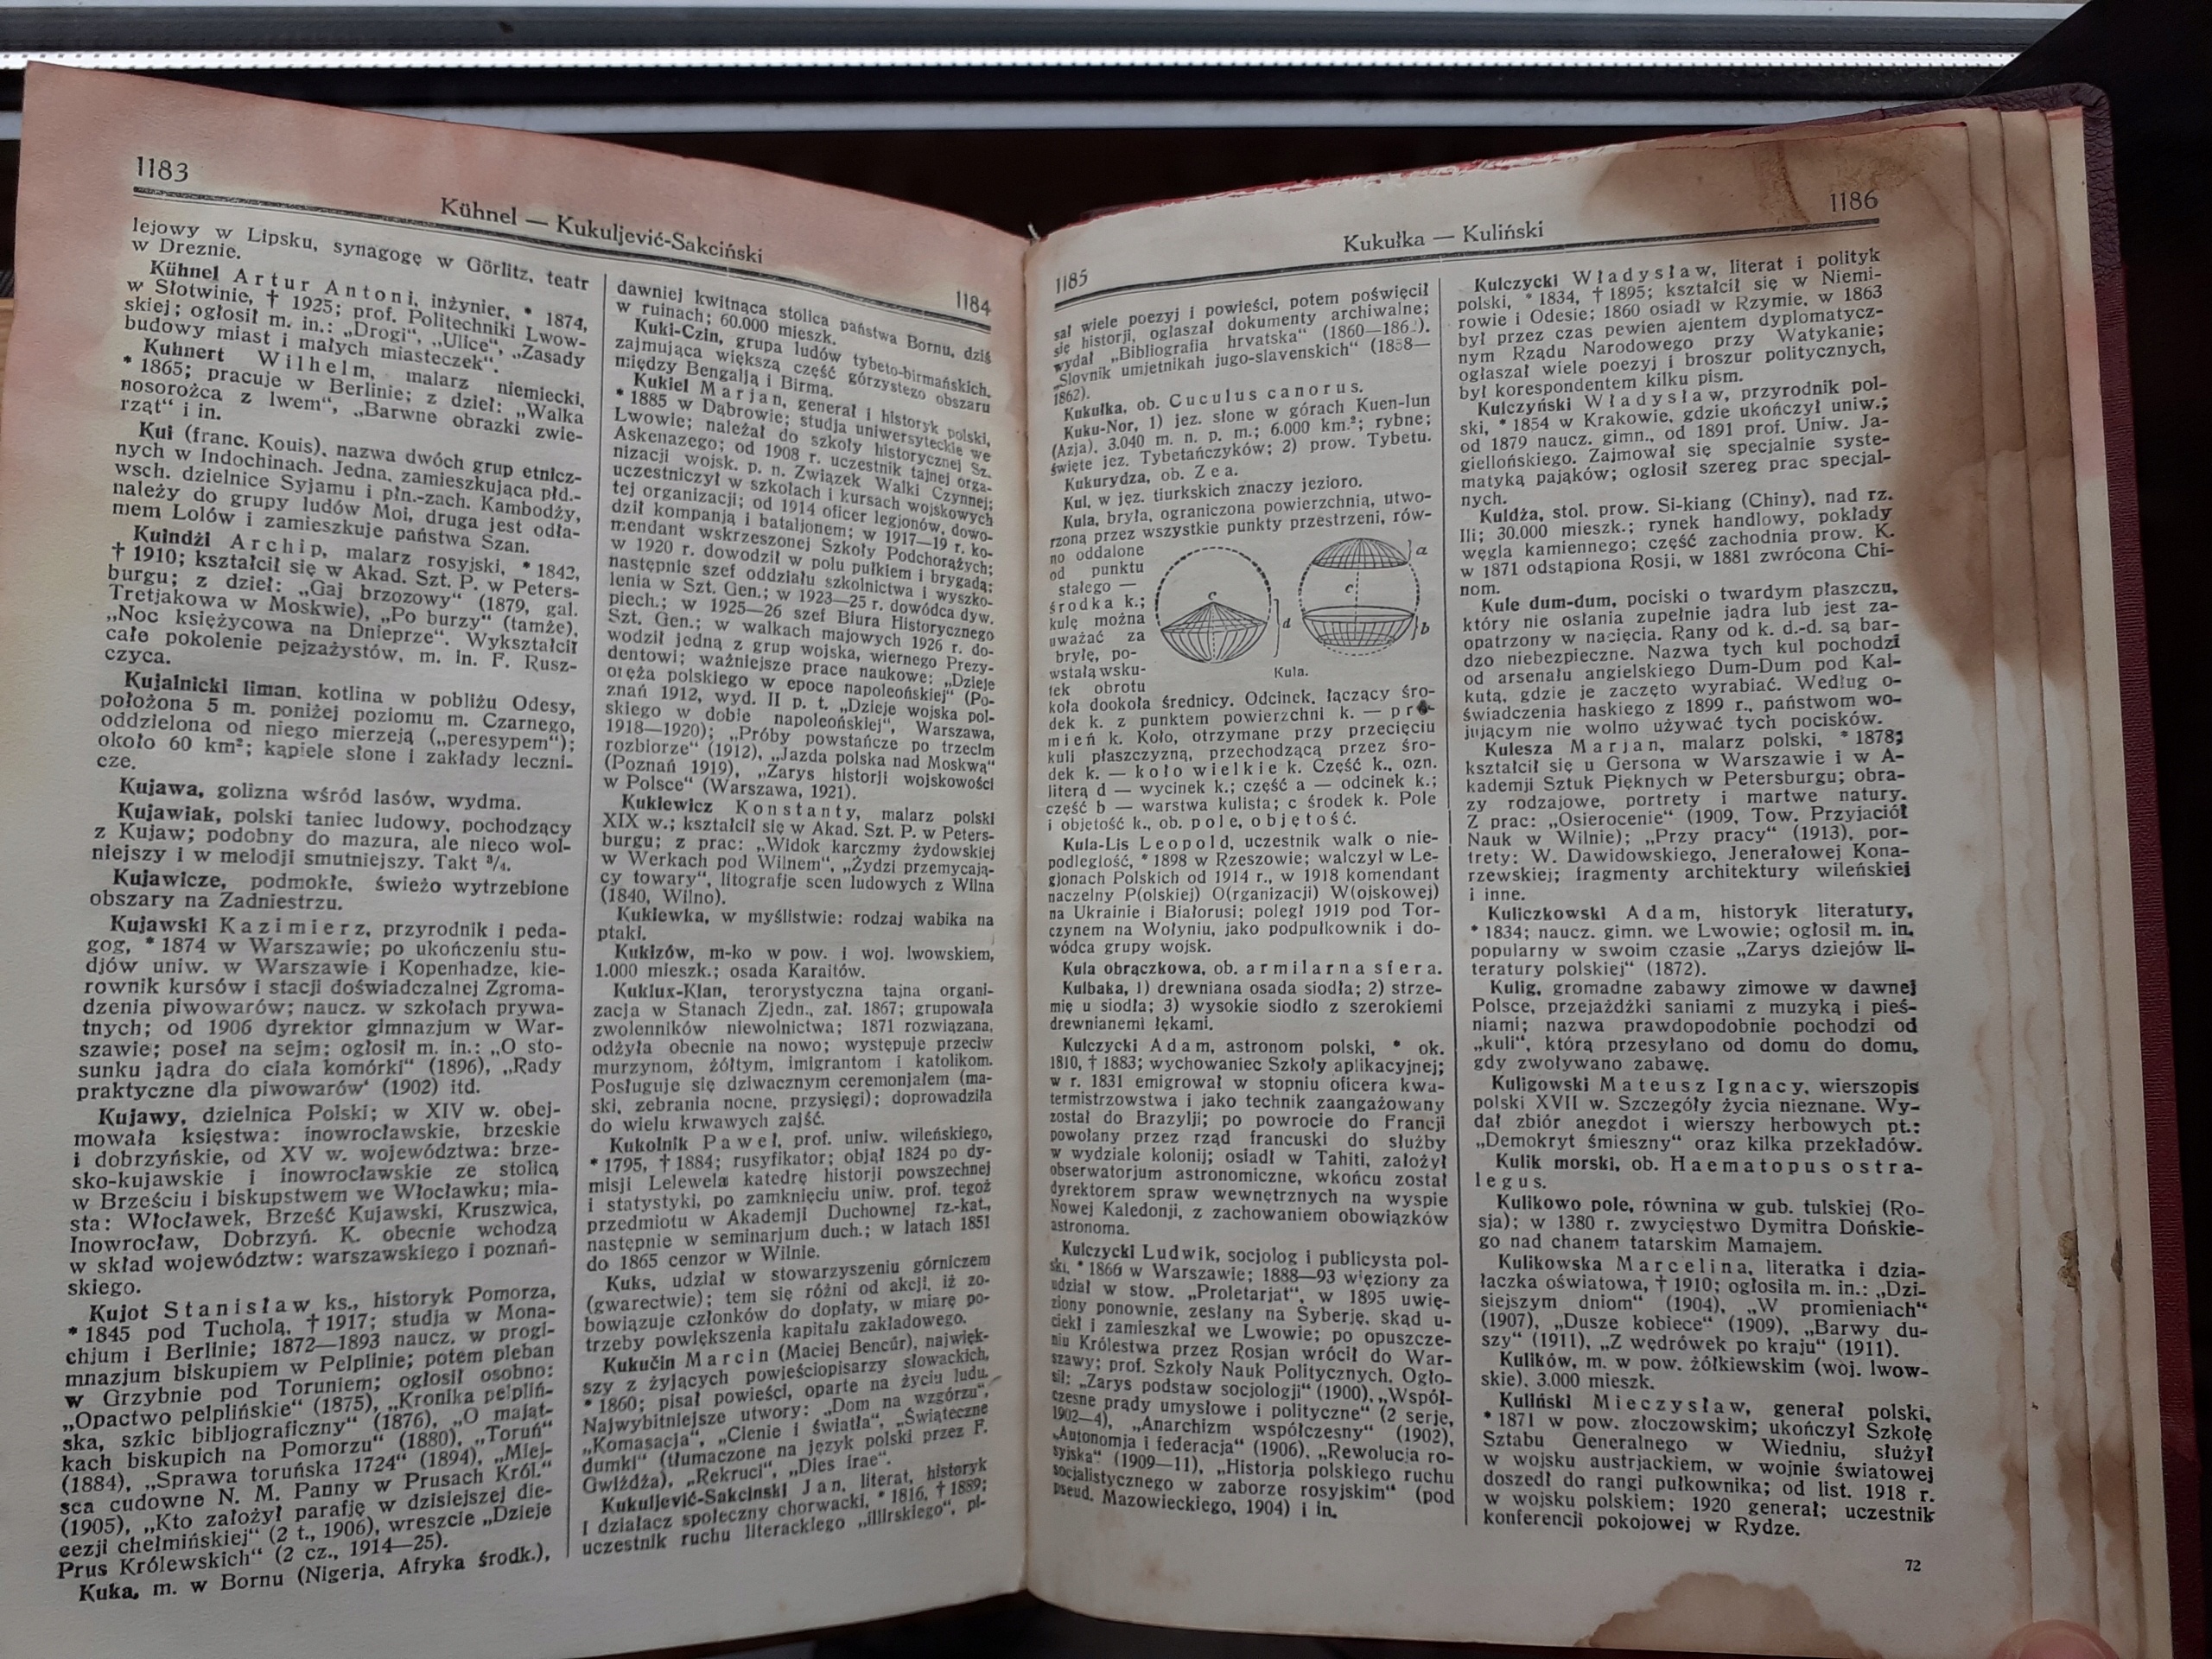 1183
Kühnel — Kukuljević-Sakciński
1184
lejowy w Lipsku, synagogę w Görlitz, teatr
w Dreznie.
Kühnel Artur Antoni, inżynier, * 1874,
w Słotwinie, † 1925; prof. Politechniki Lwow-
skiej; ogłosił m. in.: „Drogi“, „Ulice“, „Zasady
budowy miast i małych miasteczek“.
Kuhnert Wilhelm, malarz niemiecki,
* 1865; pracuje w Berlinie; z dzieł: „Walka
nosorożca z lwem“, „Barwne obrazki zwie-
rząt“ i in.
Kui (franc. Kouis), nazwa dwóch grup etnicz-
nych w Indochinach. Jedna, zamieszkująca płd.-
wsch. dzielnice Syjamu i płn.-zach. Kambodży,
należy do grupy ludów Moi, druga jest odła-
mem Lolów i zamieszkuje państwa Szan.
Kuindżi Archip, malarz rosyjski, * 1842,
† 1910; kształcił się w Akad. Szt. P. w Peters-
burgu; z dzieł: „Gaj brzozowy“ (1879, gal.
Tretjakowa w Moskwie), „Po burzy“ (tamże),
„Noc księżycowa na Dnieprze“. Wykształcił
całe pokolenie pejzażystów, m. in. F. Rusz-
czyca.
Kujalnicki liman, kotlina w pobliżu Odesy,
położona 5 m. poniżej poziomu m. Czarnego,
oddzielona od niego mierzeją („peresypem“);
około 60 km²; kąpiele słone i zakłady leczni-
cze.
Kujawa, golizna wśród lasów, wydma.
Kujawiak, polski taniec ludowy, pochodzący
z Kujaw; podobny do mazura, ale nieco wol-
niejszy i w melodji smutniejszy. Takt ³/₄.
Kujawicze, podmokłe, świeżo wytrzebione
obszary na Zadniestrzu.
Kujawski Kazimierz, przyrodnik i peda-
gog, * 1874 w Warszawie; po ukończeniu stu-
djów uniw. w Warszawie i Kopenhadze, kie-
rownik kursów i stacji doświadczalnej Zgroma-
dzenia piwowarów; naucz. w szkołach prywa-
tnych; od 1906 dyrektor gimnazjum w War-
szawie; poseł na sejm; ogłosił m. in.: „O sto-
sunku jądra do ciała komórki“ (1896), „Rady
praktyczne dla piwowarów‘ (1902) itd.
Kujawy, dzielnica Polski; w XIV w. obej-
mowała księstwa: inowrocławskie, brzeskie
i dobrzyńskie, od XV w. województwa: brze-
sko-kujawskie i inowrocławskie ze stolicą
w Brześciu i biskupstwem we Włocławku; mia-
sta: Włocławek, Brześć Kujawski, Kruszwica,
Inowrocław, Dobrzyń. K. obecnie wchodzą
w skład województw: warszawskiego i poznań-
skiego.
Kujot Stanisław ks., historyk Pomorza,
* 1845 pod Tucholą, † 1917; studja w Mona-
chjum i Berlinie; 1872—1893 naucz. w progi-
mnazjum biskupiem w Pelplinie; potem pleban
w Grzybnie pod Toruniem; ogłosił osobno:
„Opactwo pelplińskie“ (1875), „Kronika pelpliń-
ska, szkic bibljograficzny“ (1876), „O mająt-
kach biskupich na Pomorzu“ (1880), „Toruń“
(1884), „Sprawa toruńska 1724“ (1894), „Miej-
sca cudowne N. M. Panny w Prusach Król.“
(1905), „Kto założył parafję w dzisiejszej die-
cezji chełmińskiej“ (2 t., 1906), wreszcie „Dzieje
Prus Królewskich“ (2 cz., 1914—25).
Kuka, m. w Bornu (Nigerja, Afryka środk.),
dawniej kwitnąca stolica państwa Bornu, dziś
w ruinach; 60.000 mieszk.
Kuki-Czin, grupa ludów tybeto-birmańskich,
zajmująca większą część górzystego obszaru
między Bengalją i Birmą.
Kukiel Marjan, generał i historyk polski,
* 1885 w Dąbrowie; studja uniwersyteckie we
Lwowie; należał do szkoły historycznej Sz.
Askenazego; od 1908 r. uczestnik tajnej orga-
nizacji wojsk. p. n. Związek Walki Czynnej;
uczestniczył w szkołach i kursach wojskowych
tej organizacji; od 1914 oficer legjonów, dowo-
dził kompanją i bataljonem; w 1917—19 r. ko-
mendant wskrzeszonej Szkoły Podchorążych;
w 1920 r. dowodził w polu pułkiem i brygadą;
następnie szef oddziału szkolnictwa i wyszko-
lenia w Szt. Gen.; w 1923—25 r. dowódca dyw.
piech.; w 1925—26 szef Biura Historycznego
Szt. Gen.; w walkach majowych 1926 r. do-
wodził jedną z grup wojska, wiernego Prezy-
dentowi; ważniejsze prace naukowe: „Dzieje
oręża polskiego w epoce napoleońskiej“ (Po-
znań 1912, wyd. II p. t. „Dzieje wojska pol-
skiego w dobie napoleońskiej“, Warszawa,
1918—1920); „Próby powstańcze po trzecim
rozbiorze“ (1912), „Jazda polska nad Moskwą“
(Poznań 1919), „Zarys historji wojskowości
w Polsce“ (Warszawa, 1921).
Kukiewicz Konstanty, malarz polski
XIX w.; kształcił się w Akad. Szt. P. w Peters-
burgu; z prac: „Widok karczmy żydowskiej
w Werkach pod Wilnem“, „Żydzi przemycają-
cy towary“, litografje scen ludowych z Wilna
(1840, Wilno).
Kukiewka, w myślistwie: rodzaj wabika na
ptaki.
Kukizów, m-ko w pow. i woj. lwowskiem,
1.000 mieszk.; osada Karaitów.
Kuklux-Klan, terorystyczna tajna organi-
zacja w Stanach Zjedn., zał. 1867; grupowała
zwolenników niewolnictwa; 1871 rozwiązana,
odżyła obecnie na nowo; występuje przeciw
murzynom, żółtym, imigrantom i katolikom.
Posługuje się dziwacznym ceremonjałem (ma-
ski, zebrania nocne, przysięgi); doprowadziła
do wielu krwawych zajść.
Kukolnik Paweł, prof. uniw. wileńskiego,
* 1795, † 1884; rusyfikator; objął 1824 po dy-
misji Lelewela katedrę historji powszechnej
i statystyki, po zamknięciu uniw. prof. tegoż
przedmiotu w Akademji Duchownej rz.-kat.,
następnie w seminarjum duch.; w latach 1851
do 1865 cenzor w Wilnie.
Kuks, udział w stowarzyszeniu górniczem
(gwarectwie); tem się różni od akcji, iż zo-
bowiązuje członków do dopłaty, w miarę po-
trzeby powiększenia kapitału zakładowego.
Kukučin Marcin (Maciej Bencúr), najwięk-
szy z żyjących powieściopisarzy słowackich,
* 1860; pisał powieści, oparte na życiu ludu.
Najwybitniejsze utwory: „Dom na wzgórzu“,
„Komasacja“, „Cienie i światła“, „Świąteczne
dumki“ (tłumaczone na język polski przez F.
Gwiżdża), „Rekruci“, „Dies irae“.
Kukuljević-Sakcinski Jan, literat, historyk
i działacz społeczny chorwacki, * 1816, † 1889;
uczestnik ruchu literackiego „illirskiego“, pi-
1185
Kukułka — Kuliński
1186
sał wiele poezyj i powieści, potem poświęcił
się historji, ogłaszał dokumenty archiwalne;
wydał „Bibliografia hrvatska“ (1860—186 ).
„Slovnik umjetnikah jugo-slavenskich“ (1858—
1862).
Kukułka, ob. Cuculus canorus.
Kuku-Nor, 1) jez. słone w górach Kuen-lun
(Azja), 3.040 m. n. p. m.; 6.000 km.²; rybne;
święte jez. Tybetańczyków; 2) prow. Tybetu.
Kukurydza, ob. Zea.
Kul, w jęz. tiurkskich znaczy jezioro.
Kula, bryła, ograniczona powierzchnią, utwo-
rzoną przez wszystkie punkty przestrzeni, rów-
no oddalone
od punktu
stałego —
środka k.;
kulę można
uważać za
bryłę, po-
wstałą wsku-
tek obrotu
c
d
a
c
b
Kula.
koła dookoła średnicy. Odcinek, łączący śro-
dek k. z punktem powierzchni k. — pro-
mień k. Koło, otrzymane przy przecięciu
kuli płaszczyzną, przechodzącą przez śro-
dek k. — koło wielkie k. Część k., ozn.
literą d — wycinek k.; część a — odcinek k.;
część b — warstwa kulista; c środek k. Pole
i objętość k., ob. pole, objętość.
Kula-Lis Leopold, uczestnik walk o nie-
podległość, * 1898 w Rzeszowie; walczył w Le-
gjonach Polskich od 1914 r., w 1918 komendant
naczelny P(olskiej) O(rganizacji) W(ojskowej)
na Ukrainie i Białorusi; poległ 1919 pod Tor-
czynem na Wołyniu, jako podpułkownik i do-
wódca grupy wojsk.
Kula obrączkowa, ob. armilarna sfera.
Kulbaka, 1) drewniana osada siodła; 2) strze-
mię u siodła; 3) wysokie siodło z szerokiemi
drewnianemi łękami.
Kulczycki Adam, astronom polski, * ok.
1810, † 1883; wychowaniec Szkoły aplikacyjnej;
w r. 1831 emigrował w stopniu oficera kwa-
termistrzowstwa i jako technik zaangażowany
został do Brazylji; po powrocie do Francji
powołany przez rząd francuski do służby
w wydziale kolonij; osiadł w Tahiti, założył
obserwatorjum astronomiczne, wkońcu został
dyrektorem spraw wewnętrznych na wyspie
Nowej Kaledonji, z zachowaniem obowiązków
astronoma.
Kulczycki Ludwik, socjolog i publicysta pol-
ski, * 1866 w Warszawie; 1888—93 więziony za
udział w stow. „Proletarjat“, w 1895 uwię-
ziony ponownie, zesłany na Syberję, skąd u-
ciekł i zamieszkał we Lwowie; po opuszcze-
niu Królestwa przez Rosjan wrócił do War-
szawy; prof. Szkoły Nauk Politycznych. Ogło-
sił: „Zarys podstaw socjologji“ (1900), „Współ-
czesne prądy umysłowe i polityczne“ (2 serje,
1902—4), „Anarchizm współczesny“ (1902),
„Autonomja i federacja“ (1906), „Rewolucja ro-
syjska“ (1909—11), „Historja polskiego ruchu
socjalistycznego w zaborze rosyjskim“ (pod
pseud. Mazowieckiego, 1904) i in.
Kulczycki Władysław, literat i polityk
polski, * 1834, † 1895; kształcił się w Niemi-
rowie i Odesie; 1860 osiadł w Rzymie, w 1863
był przez czas pewien ajentem dyplomatycz-
nym Rządu Narodowego przy Watykanie;
ogłaszał wiele poezyj i broszur politycznych,
był korespondentem kilku pism.
Kulczyński Władysław, przyrodnik pol-
ski, * 1854 w Krakowie, gdzie ukończył uniw.;
od 1879 naucz. gimn., od 1891 prof. Uniw. Ja-
giellońskiego. Zajmował się specjalnie syste-
matyką pająków; ogłosił szereg prac specjal-
nych.
Kuldża, stol. prow. Si-kiang (Chiny), nad rz.
Ili; 30.000 mieszk.; rynek handlowy, pokłady
węgla kamiennego; część zachodnia prow. K.
w 1871 odstąpiona Rosji, w 1881 zwrócona Chi-
nom.
Kule dum-dum, pociski o twardym płaszczu,
który nie osłania zupełnie jądra lub jest za-
opatrzony w nacięcia. Rany od k. d.-d. są bar-
dzo niebezpieczne. Nazwa tych kul pochodzi
od arsenału angielskiego Dum-Dum pod Kal-
kutą, gdzie je zaczęto wyrabiać. Według o-
świadczenia haskiego z 1899 r., państwom wo-
jującym nie wolno używać tych pocisków.
Kulesza Marjan, malarz polski, * 1878;
kształcił się u Gersona w Warszawie i w A-
kademji Sztuk Pięknych w Petersburgu; obra-
zy rodzajowe, portrety i martwe natury.
Z prac: „Osierocenie“ (1909, Tow. Przyjaciół
Nauk w Wilnie); „Przy pracy“ (1913), por-
trety: W. Dawidowskiego, Jenerałowej Kona-
rzewskiej; fragmenty architektury wileńskiej
i inne.
Kuliczkowski Adam, historyk literatury,
* 1834; naucz. gimn. we Lwowie; ogłosił m. in.
popularny w swoim czasie „Zarys dziejów li-
teratury polskiej“ (1872).
Kulig, gromadne zabawy zimowe w dawnej
Polsce, przejażdżki saniami z muzyką i pieś-
niami; nazwa prawdopodobnie pochodzi od
„kuli“, którą przesyłano od domu do domu,
gdy zwoływano zabawę.
Kuligowski Mateusz Ignacy, wierszopis
polski XVII w. Szczegóły życia nieznane. Wy-
dał zbiór anegdot i wierszy herbowych pt.:
„Demokryt śmieszny“ oraz kilka przekładów.
Kulik morski, ob. Haematopus ostra-
legus.
Kulikowo pole, równina w gub. tulskiej (Ro-
sja); w 1380 r. zwycięstwo Dymitra Dońskie-
go nad chanem tatarskim Mamajem.
Kulikowska Marcelina, literatka i dzia-
łaczka oświatowa, † 1910; ogłosiła m. in.: „Dzi-
siejszym dniom“ (1904), „W promieniach“
(1907), „Dusze kobiece“ (1909), „Barwy du-
szy“ (1911), „Z wędrówek po kraju“ (1911).
Kulików, m. w pow. żółkiewskim (woj. lwow-
skie), 3.000 mieszk.
Kuliński Mieczysław, generał polski,
* 1871 w pow. złoczowskim; ukończył Szkołę
Sztabu Generalnego w Wiedniu, służył
w wojsku austrjackiem, w wojnie światowej
doszedł do rangi pułkownika; od list. 1918 r.
w wojsku polskiem; 1920 generał; uczestnik
konferencji pokojowej w Rydze.
72